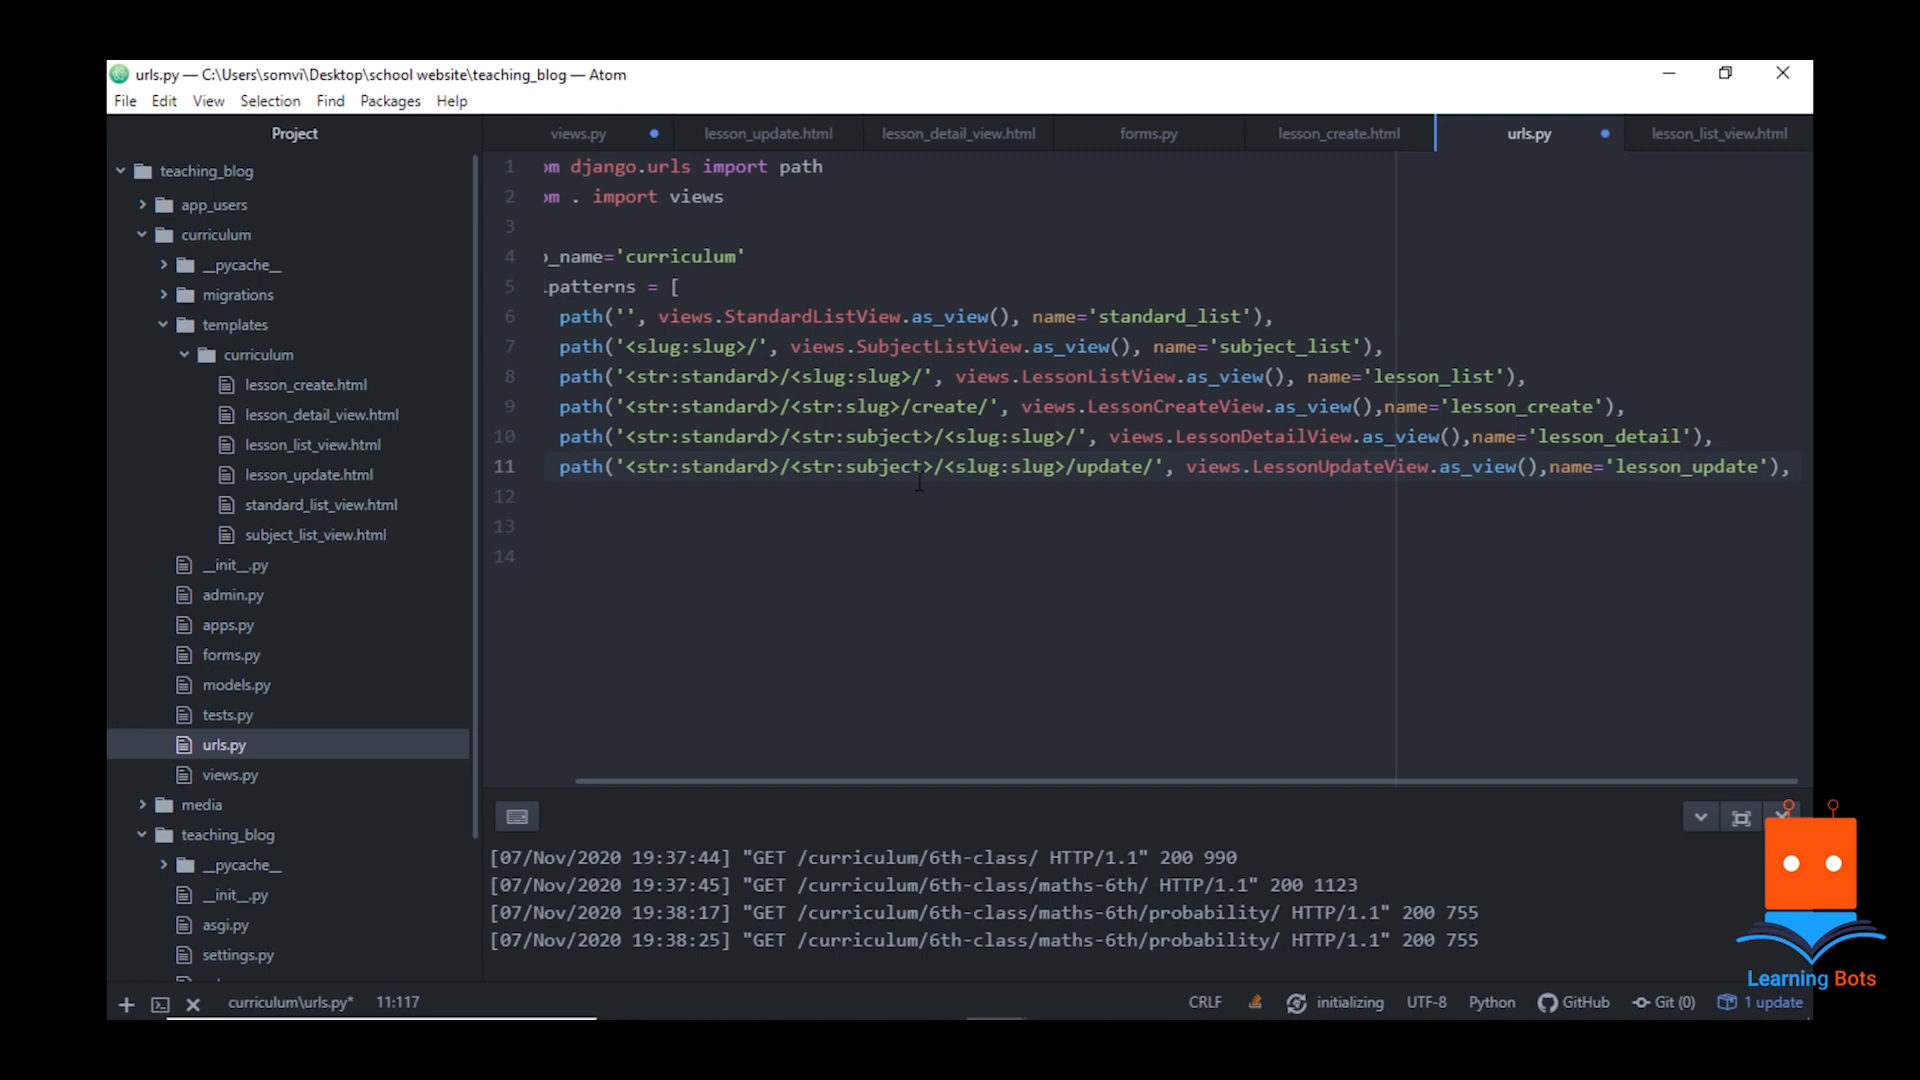 urls.py — C:\Users\somvi\Desktop\school website\teaching_blog — Atom
File Edit View Selection Find Packages Help
Project
views.py lesson_update.html lesson_detail_view.html forms.py lesson_create.html urls.py lesson_list_view.html
teaching_blog
app_users
curriculum
__pycache__
migrations
templates
curriculum
lesson_create.html
lesson_detail_view.html
lesson_list_view.html
lesson_update.html
standard_list_view.html
subject_list_view.html
__init__.py
admin.py
apps.py
forms.py
models.py
tests.py
urls.py
views.py
media
teaching_blog
__pycache__
__init__.py
asgi.py
settings.py
1 om django.urls import path
2 om . import views
3
4 p_name='curriculum'
5 lpatterns = [
6 path('', views.StandardListView.as_view(), name='standard_list'),
7 path('<slug:slug>/', views.SubjectListView.as_view(), name='subject_list'),
8 path('<str:standard>/<slug:slug>/', views.LessonListView.as_view(), name='lesson_list'),
9 path('<str:standard>/<str:slug>/create/', views.LessonCreateView.as_view(),name='lesson_create'),
10 path('<str:standard>/<str:subject>/<slug:slug>/', views.LessonDetailView.as_view(),name='lesson_detail'),
11 path('<str:standard>/<str:subject>/<slug:slug>/update/', views.LessonUpdateView.as_view(),name='lesson_update'),
12
13
14
[07/Nov/2020 19:37:44] "GET /curriculum/6th-class/ HTTP/1.1" 200 990
[07/Nov/2020 19:37:45] "GET /curriculum/6th-class/maths-6th/ HTTP/1.1" 200 1123
[07/Nov/2020 19:38:17] "GET /curriculum/6th-class/maths-6th/probability/ HTTP/1.1" 200 755
[07/Nov/2020 19:38:25] "GET /curriculum/6th-class/maths-6th/probability/ HTTP/1.1" 200 755
Learning Bots
curriculum\urls.py* 11:117 CRLF initializing UTF-8 Python GitHub Git (0) 1 update